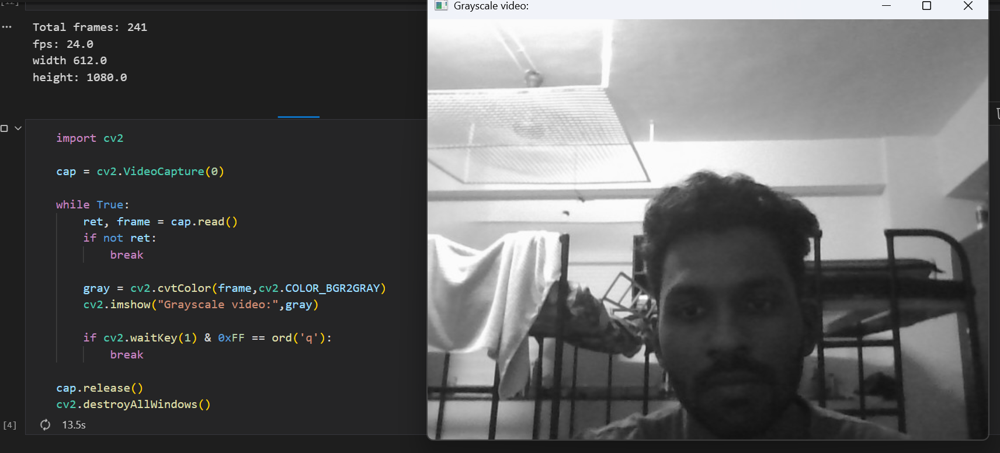 Total frames: 241
fps: 24.0
width 612.0
height: 1080.0
import cv2
cap = cv2.VideoCapture(0)
while True:
ret, frame = cap.read()
if not ret:
break
gray = cv2.cvtColor(frame,cv2.COLOR_BGR2GRAY)
cv2.imshow("Grayscale video:",gray)
if cv2.waitKey(1) & 0xFF == ord('q'):
break
cap.release()
cv2.destroyAllWindows()
[4]
13.5s
Grayscale video: